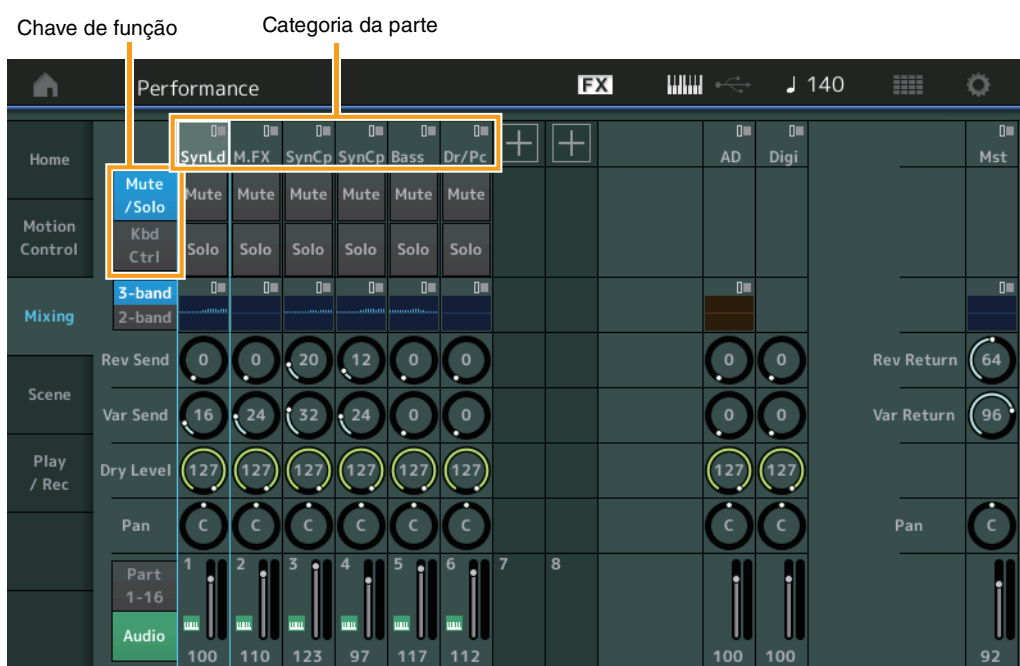 Chave de função
Categoria da parte
Performance
FX
140
Home
SynLd M.FX SynCp SynCp Bass Dr/Pc
AD Digi
Mst
Mute
/Solo
Mute Mute Mute Mute Mute Mute
Motion
Control
Kbd
Ctrl
Solo Solo Solo Solo Solo Solo
Mixing
3-band
2-band
Rev Send 0 0 20 12 0 0 0 0 Rev Return 64
Scene
Var Send 16 24 32 24 0 0 0 0 Var Return 96
Play
/ Rec
Dry Level 127 127 127 127 127 127 127 127
Pan C C C C C C C C Pan C
Part
1-16
1 2 3 4 5 6 7 8
Audio
100 110 123 97 117 112 100 100 92